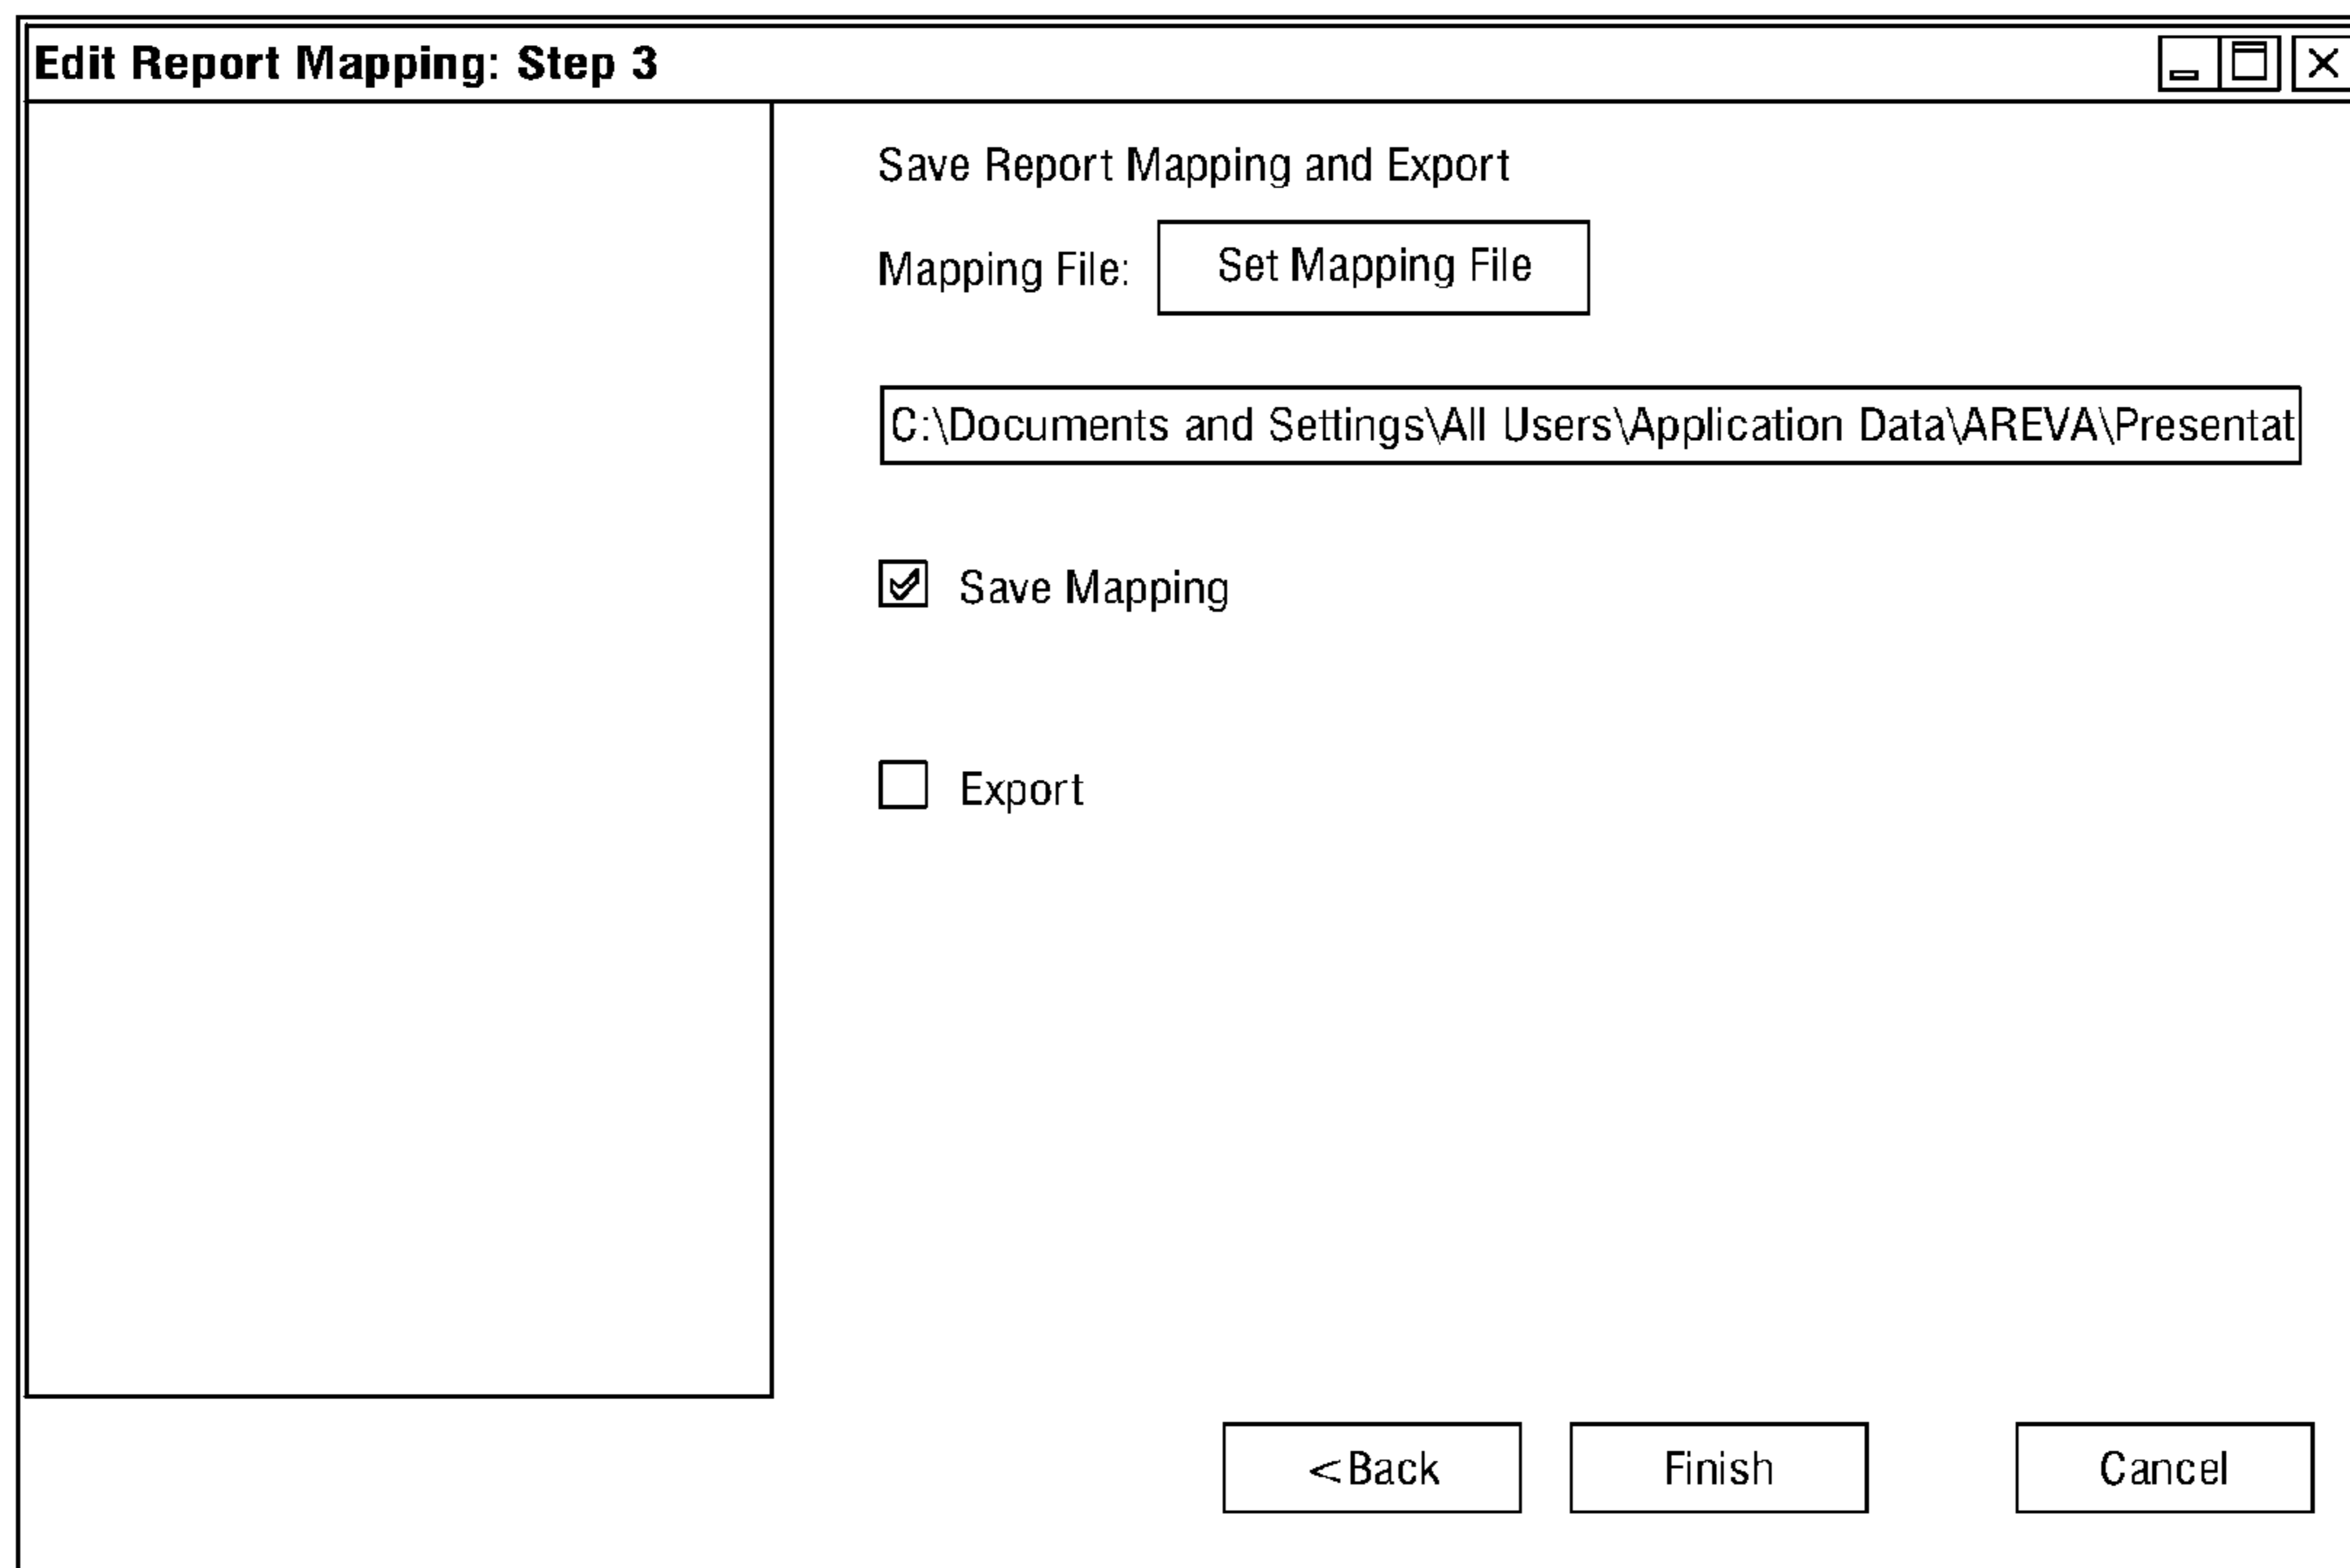 Edit Report Mapping: Step 3
Save Report Mapping and Export
Mapping File: Set Mapping File
C:\Documents and Settings\All Users\Application Data\AREVA\Presentat
Save Mapping
Export
<Back Finish Cancel